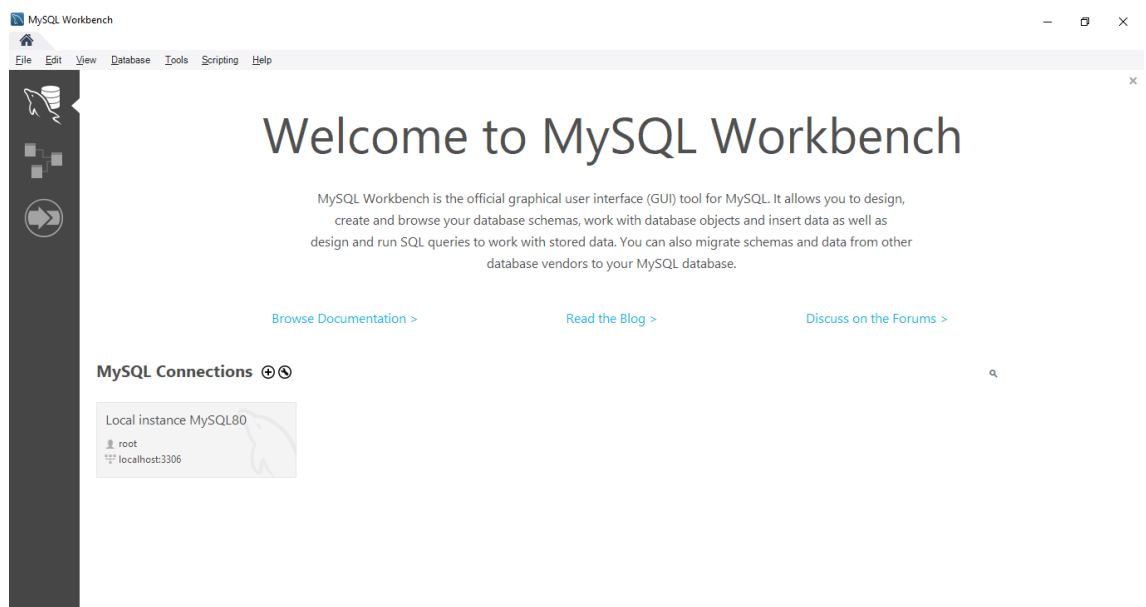 MySQL Workbench
File Edit View Database Tools Scripting Help
Welcome to MySQL Workbench
MySQL Workbench is the official graphical user interface (GUI) tool for MySQL. It allows you to design,
create and browse your database schemas, work with database objects and insert data as well as
design and run SQL queries to work with stored data. You can also migrate schemas and data from other
database vendors to your MySQL database.
Browse Documentation > Read the Blog > Discuss on the Forums >
MySQL Connections
Local instance MySQL80
root
localhost:3306